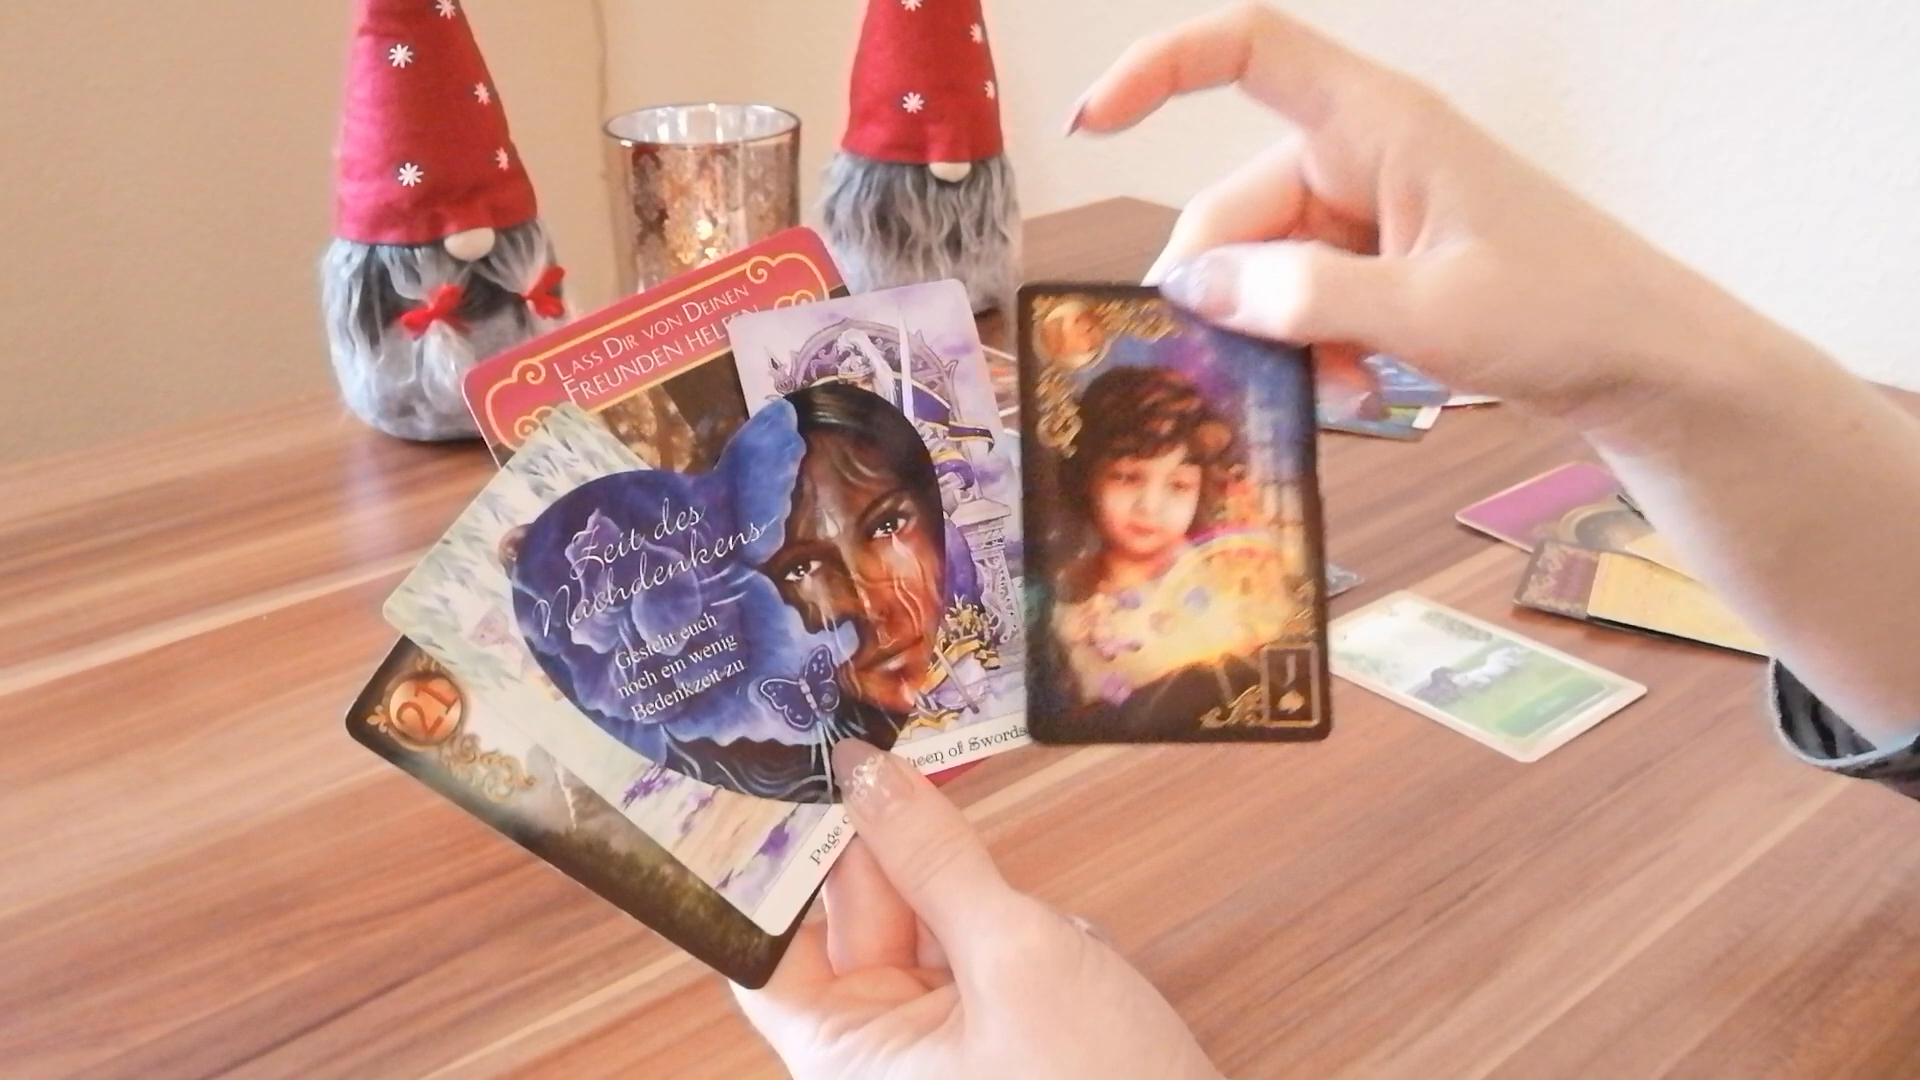 LASS DIR VON DEINEN
FREUNDEN HELFEN
Zeit des
Nachdenkens
Gesteht euch
noch ein wenig
Bedenkzeit zu.
21
Page
of Swords
J